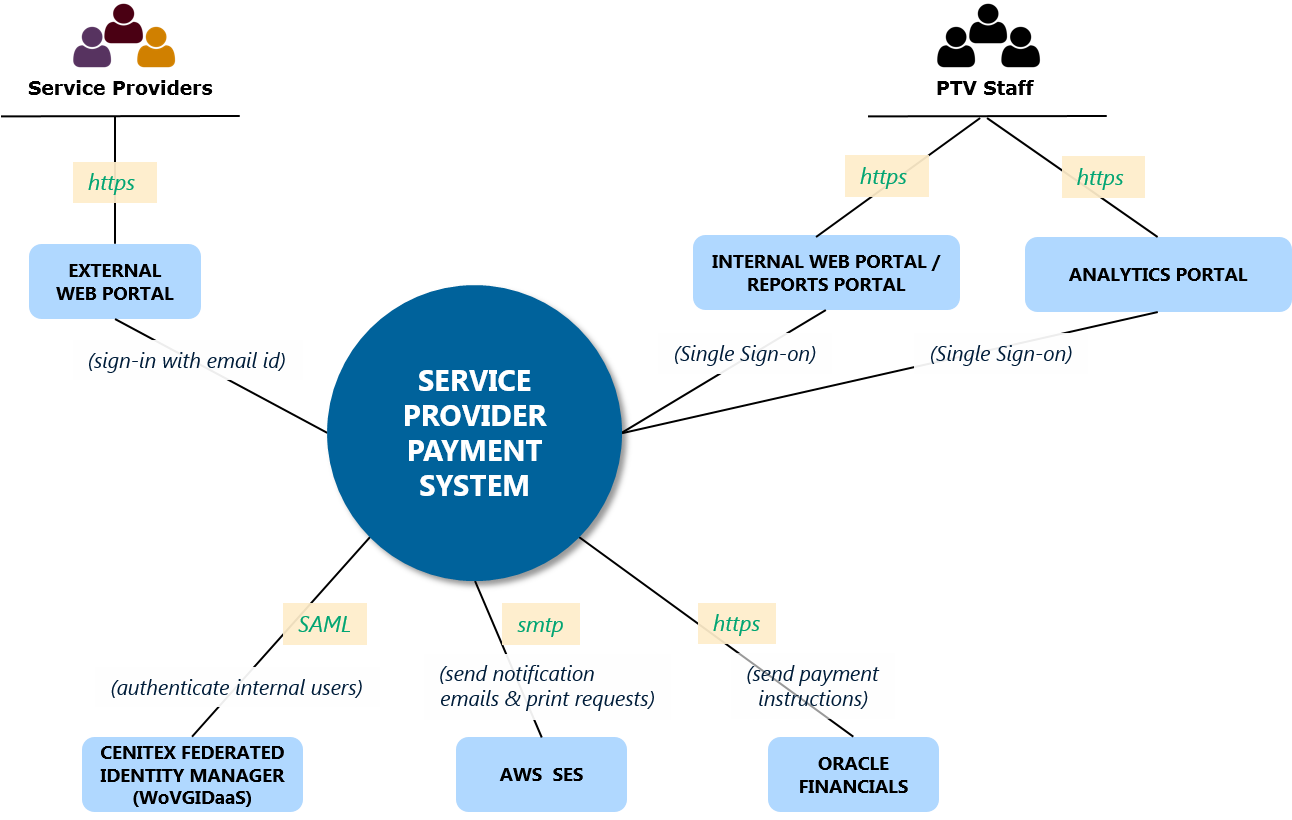 Service Providers
PTV Staff
https
https
https
EXTERNAL
WEB PORTAL
INTERNAL WEB PORTAL /
REPORTS PORTAL
ANALYTICS PORTAL
(sign-in with email id)
(Single Sign-on)
(Single Sign-on)
SERVICE
PROVIDER
PAYMENT
SYSTEM
SAML
smtp
https
(authenticate internal users)
(send notification
emails & print requests)
(send payment
instructions)
CENITEX FEDERATED
IDENTITY MANAGER
(WoVGIDaaS)
AWS SES
ORACLE
FINANCIALS